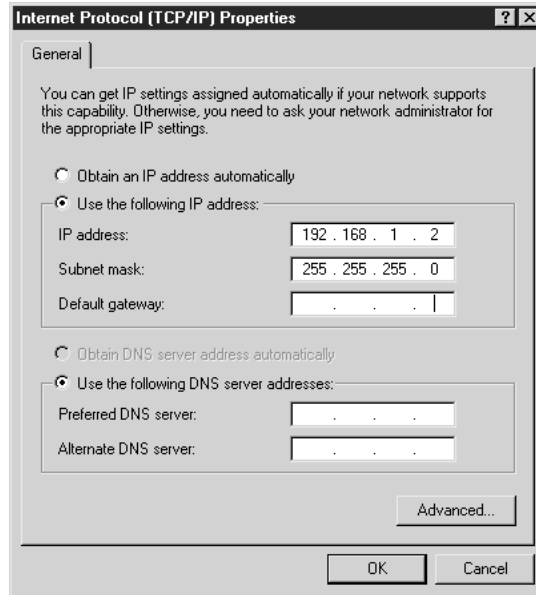 Internet Protocol (TCP/IP) Properties ? X
General
You can get IP settings assigned automatically if your network supports
this capability. Otherwise, you need to ask your network administrator for
the appropriate IP settings.
Obtain an IP address automatically
Use the following IP address:
IP address: 192 . 168 . 1 . 2
Subnet mask: 255 . 255 . 255 . 0
Default gateway: . . .
Obtain DNS server address automatically
Use the following DNS server addresses:
Preferred DNS server: . . .
Alternate DNS server: . . .
Advanced...
OK Cancel